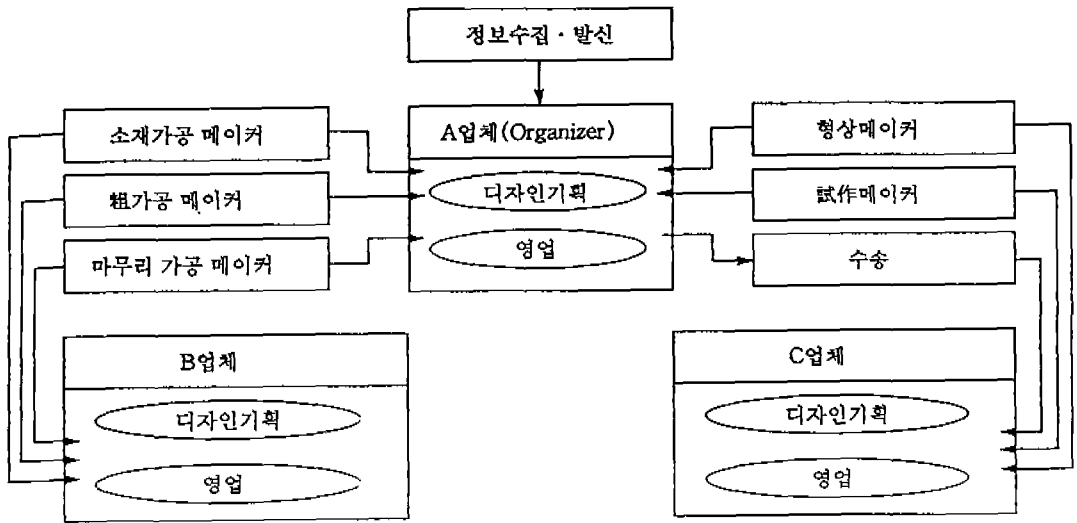 정보수집 · 발신
소재가공 메이커
A업체(Organizer)
형상메이커
粗가공 메이커
디자인기획
試作메이커
마무리 가공 메이커
영업
수송
B업체
C업체
디자인기획
디자인기획
영업
영업